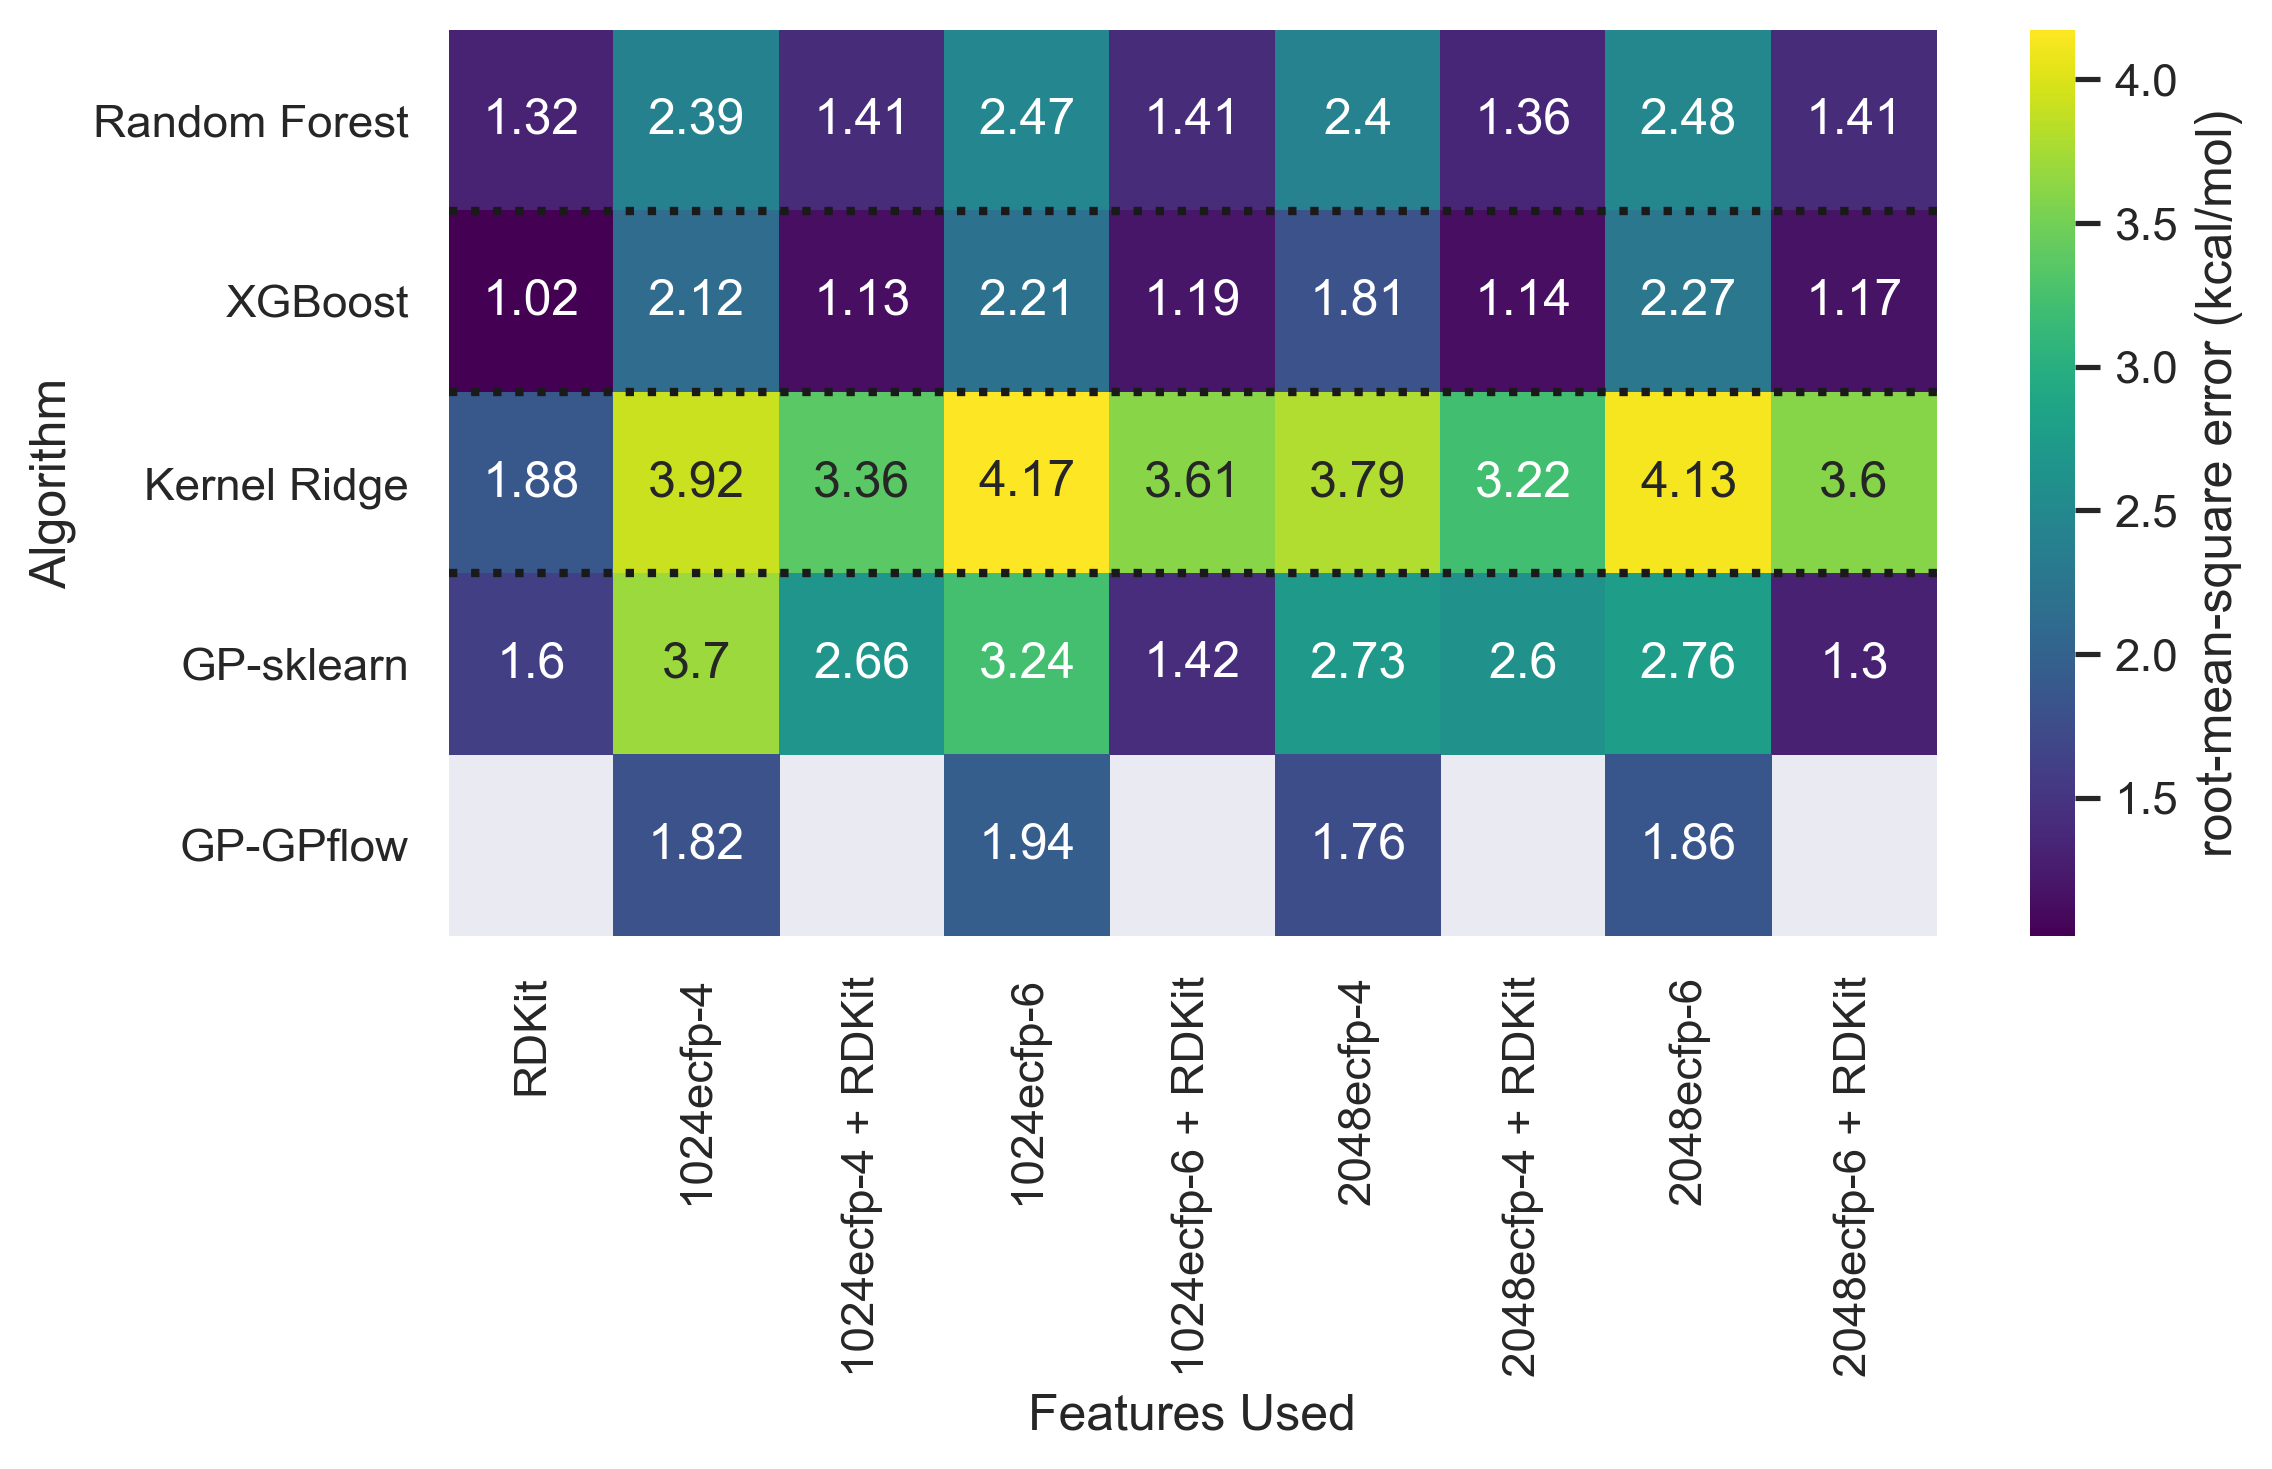 Random Forest 1.32 2.39 1.41 2.47 1.41 2.4 1.36 2.48 1.41
XGBoost 1.02 2.12 1.13 2.21 1.19 1.81 1.14 2.27 1.17
Kernel Ridge 1.88 3.92 3.36 4.17 3.61 3.79 3.22 4.13 3.6
GP-sklearn 1.6 3.7 2.66 3.24 1.42 2.73 2.6 2.76 1.3
GP-GPflow 1.82 1.94 1.76 1.86
Algorithm
RDKit
1024ecfp-4
1024ecfp-4 + RDKit
1024ecfp-6
1024ecfp-6 + RDKit
2048ecfp-4
2048ecfp-4 + RDKit
2048ecfp-6
2048ecfp-6 + RDKit
Features Used
4.0
3.5
3.0
2.5
2.0
1.5
root-mean-square error (kcal/mol)